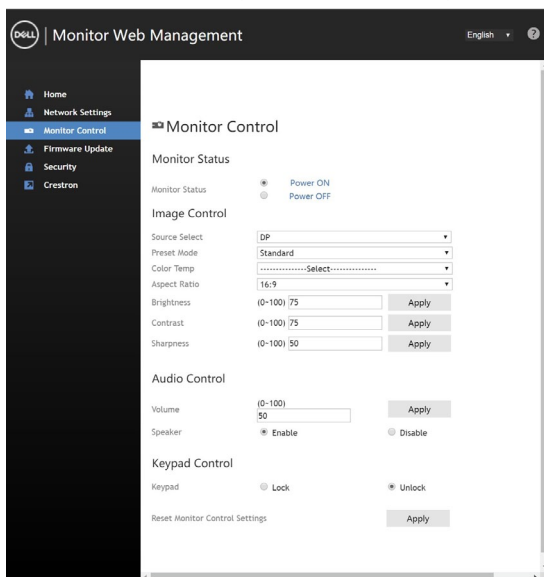 DELL | Monitor Web Management
English
?
Home
Network Settings
Monitor Control
Firmware Update
Security
Crestron
Monitor Control
Monitor Status
Monitor Status
Power ON
Power OFF
Image Control
Source Select DP
Preset Mode Standard
Color Temp ---------------Select---------------
Aspect Ratio 16:9
Brightness (0~100) 75 Apply
Contrast (0~100) 75 Apply
Sharpness (0~100) 50 Apply
Audio Control
(0~100)
Volume 50 Apply
Speaker Enable Disable
Keypad Control
Keypad Lock Unlock
Reset Monitor Control Settings Apply